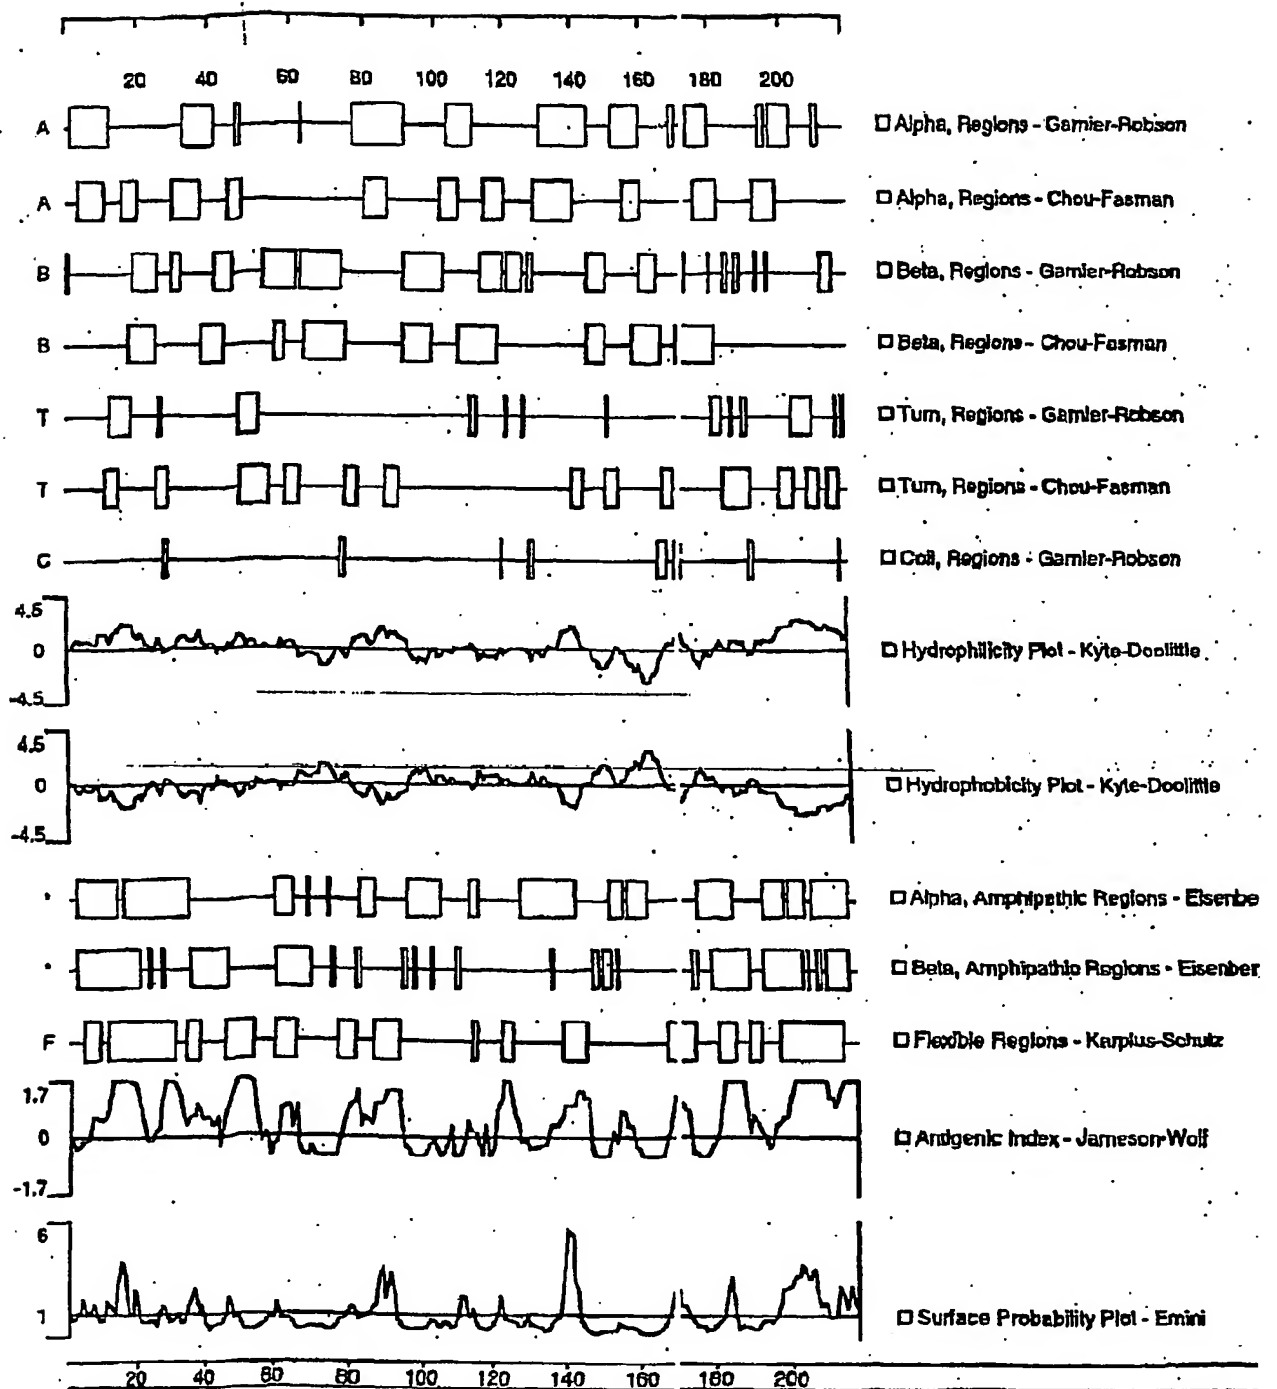 20 40 60 80 100 120 140 160 180 200
A Alpha, Regions - Garnier-Robson
A Alpha, Regions - Chou-Fasman
B Beta, Regions - Garnier-Robson
B Beta, Regions - Chou-Fasman
T Turn, Regions - Garnier-Robson
T Turn, Regions - Chou-Fasman
C Coil, Regions - Garnier-Robson
4.5
0 Hydrophilicity Plot - Kyte-Doolittle
-4.5
4.5
0 Hydrophobicity Plot - Kyte-Doolittle
-4.5
* Alpha, Amphipathic Regions - Eisenbe
* Beta, Amphipathic Regions - Eisenber
F Flexible Regions - Karplus-Schulz
1.7
0 Antigenic Index - Jameson-Wolf
-1.7
6
1 Surface Probability Plot - Emini
20 40 60 80 100 120 140 160 180 200